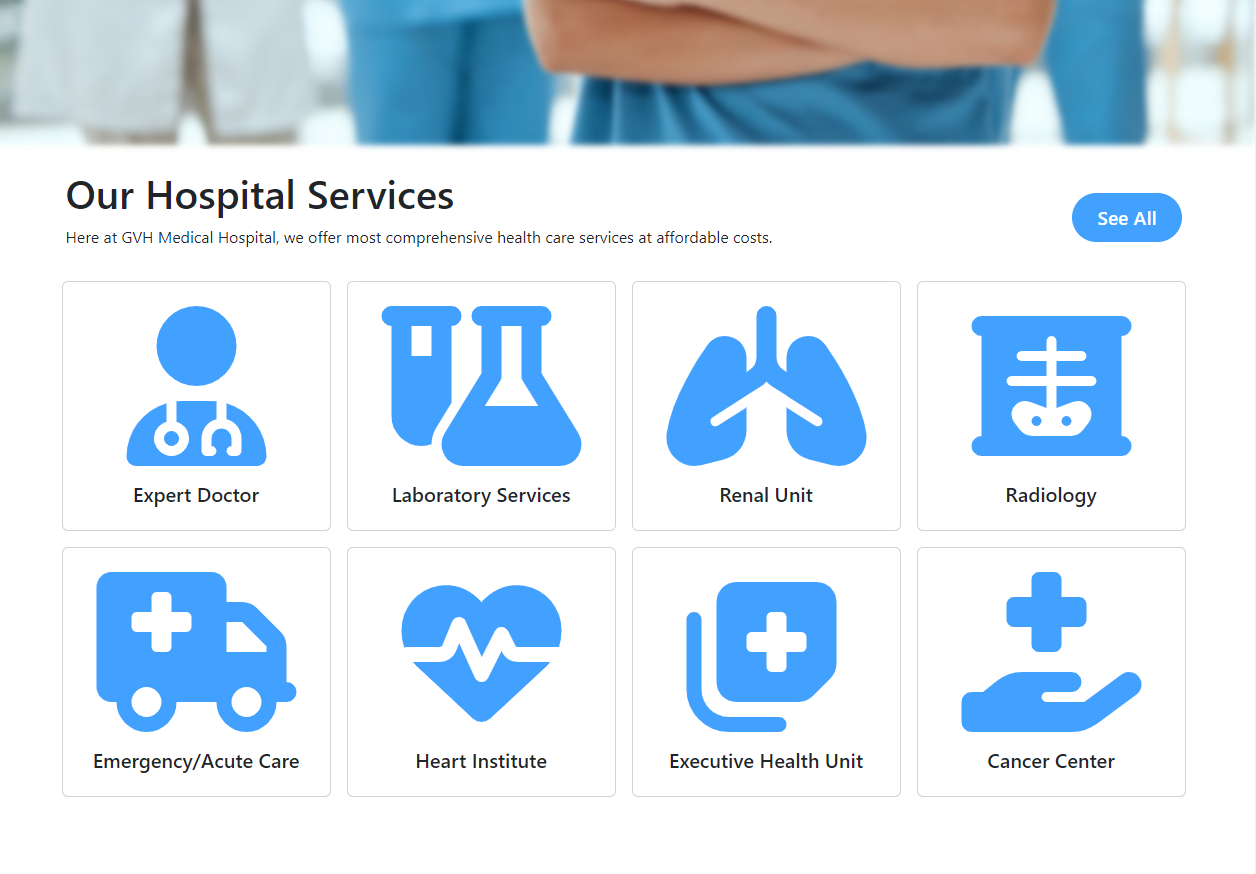 Our Hospital Services
Here at GVH Medical Hospital, we offer most comprehensive health care services at affordable costs.
See All
Expert Doctor
Laboratory Services
Renal Unit
Radiology
Emergency/Acute Care
Heart Institute
Executive Health Unit
Cancer Center